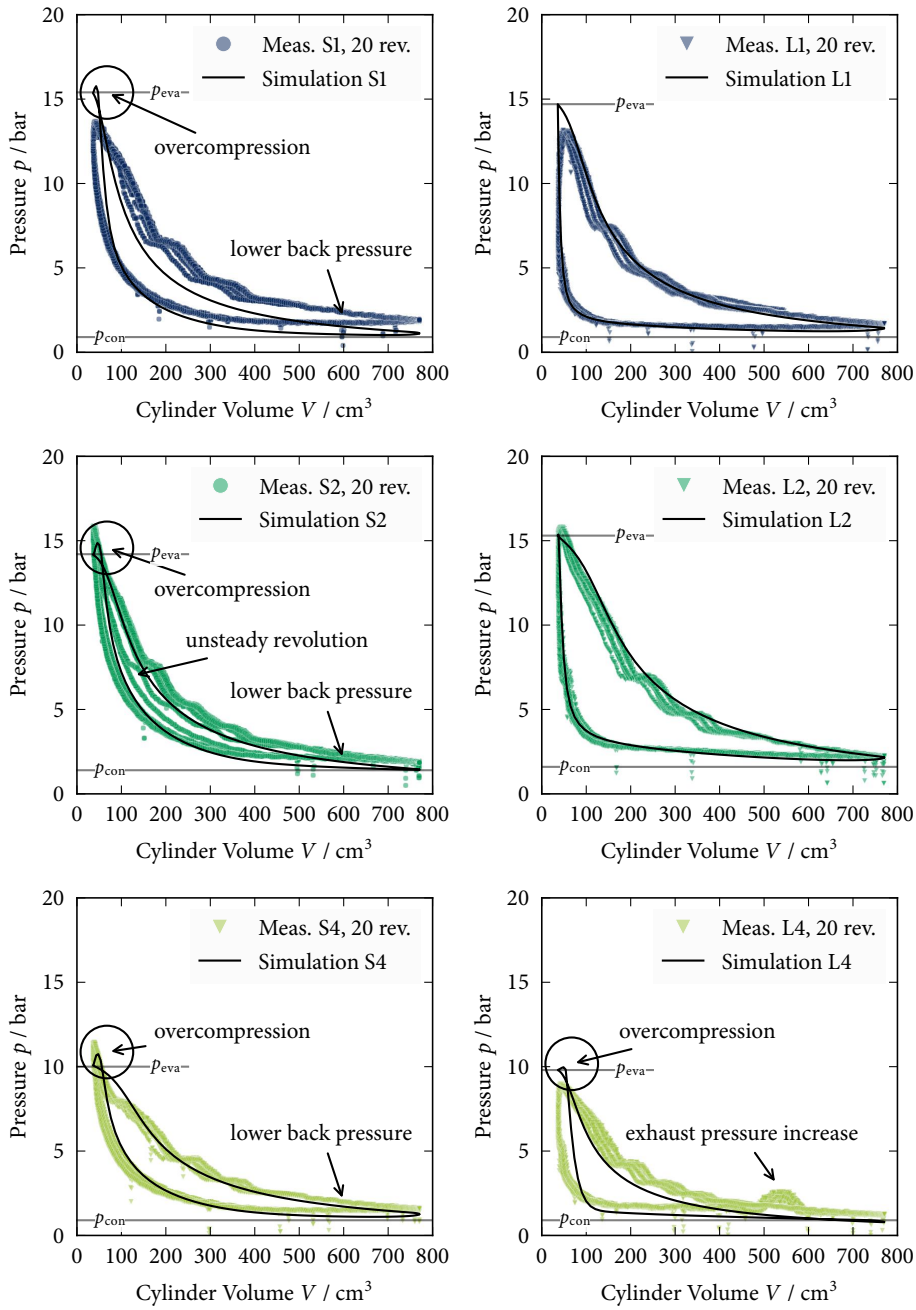 20
15
10
5
0
Pressure p / bar
Meas. S1, 20 rev.
Simulation S1
p_eva
overcompression
lower back pressure
p_con
0 100 200 300 400 500 600 700 800
Cylinder Volume V / cm³
20
15
10
5
0
Pressure p / bar
Meas. L1, 20 rev.
Simulation L1
p_eva
p_con
0 100 200 300 400 500 600 700 800
Cylinder Volume V / cm³
20
15
10
5
0
Pressure p / bar
Meas. S2, 20 rev.
Simulation S2
p_eva
overcompression
unsteady revolution
lower back pressure
p_con
0 100 200 300 400 500 600 700 800
Cylinder Volume V / cm³
20
15
10
5
0
Pressure p / bar
Meas. L2, 20 rev.
Simulation L2
p_eva
p_con
0 100 200 300 400 500 600 700 800
Cylinder Volume V / cm³
20
15
10
5
0
Pressure p / bar
Meas. S4, 20 rev.
Simulation S4
overcompression
p_eva
lower back pressure
p_con
0 100 200 300 400 500 600 700 800
Cylinder Volume V / cm³
20
15
10
5
0
Pressure p / bar
Meas. L4, 20 rev.
Simulation L4
overcompression
p_eva
exhaust pressure increase
p_con
0 100 200 300 400 500 600 700 800
Cylinder Volume V / cm³